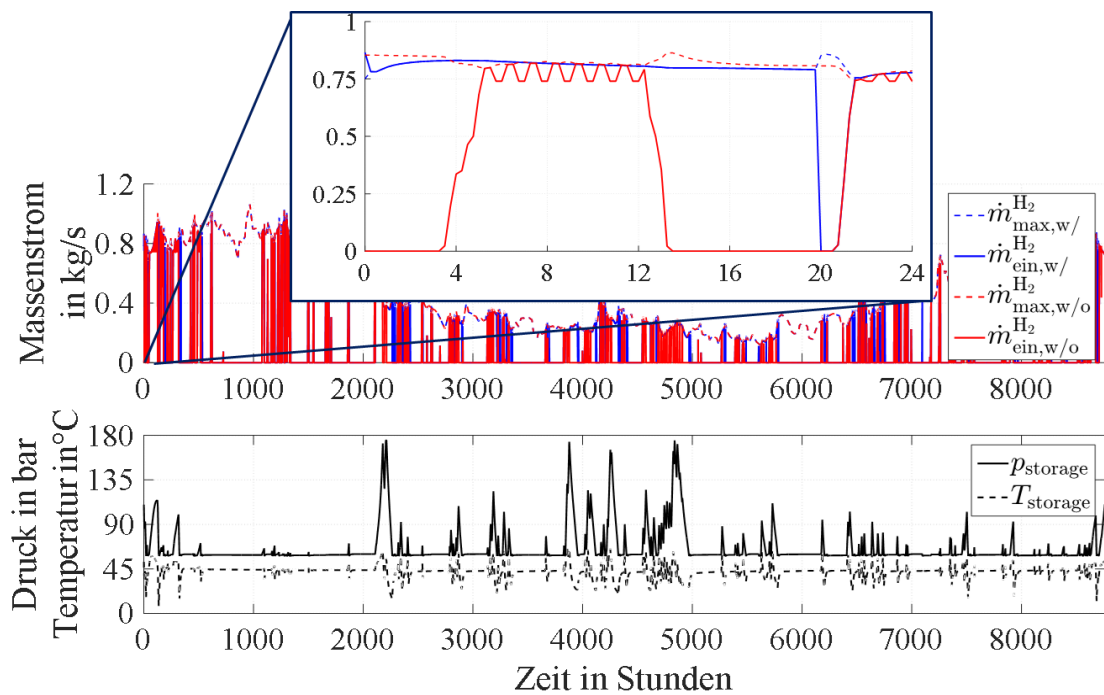 1
0.75
0.5
0.25
0
0 4 8 12 16 20 24
Massenstrom
in kg/s
1.2
0.8
0.4
0
0 1000 2000 3000 4000 5000 6000 7000 8000
ṁ^H₂_max,w/
ṁ^H₂_ein,w/
ṁ^H₂_max,w/o
ṁ^H₂_ein,w/o
Druck in bar
Temperatur in°C
180
135
90
45
0
p_storage
T_storage
0 1000 2000 3000 4000 5000 6000 7000 8000
Zeit in Stunden